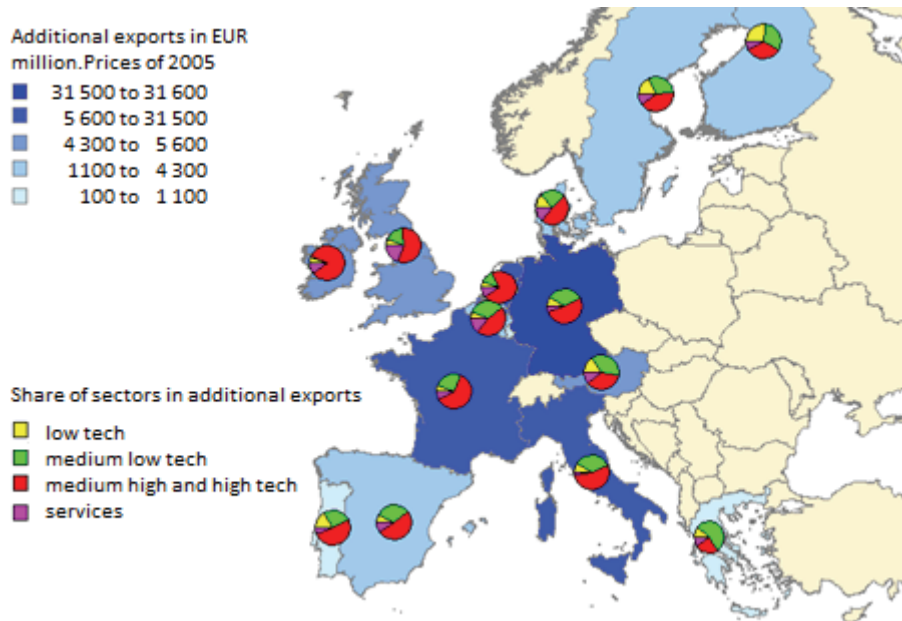 Additional exports in EUR
million.Prices of 2005
31 500 to 31 600
5 600 to 31 500
4 300 to 5 600
1100 to 4 300
100 to 1 100
Share of sectors in additional exports
low tech
medium low tech
medium high and high tech
services